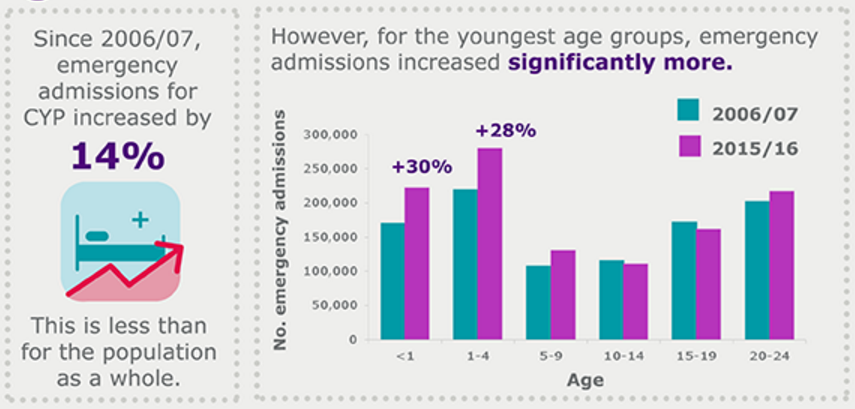 Since 2006/07,
emergency
admissions for
CYP increased by
14%
This is less than
for the population
as a whole.
However, for the youngest age groups, emergency
admissions increased significantly more.
No. emergency admissions
300,000
250,000
200,000
150,000
100,000
50,000
0
+30%
+28%
2006/07
2015/16
<1
1-4
5-9
10-14
15-19
20-24
Age